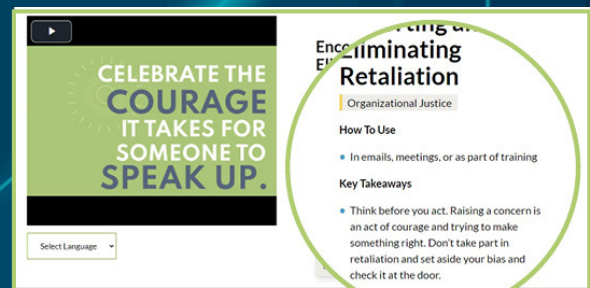 CELEBRATE THE
COURAGE
IT TAKES FOR
SOMEONE TO
SPEAK UP.
Select Language
Eliminating
Retaliation
Organizational Justice
How To Use
In emails, meetings, or as part of training
Key Takeaways
Think before you act. Raising a concern is
an act of courage and trying to make
something right. Don't take part in
retaliation and set aside your bias and
check it at the door.